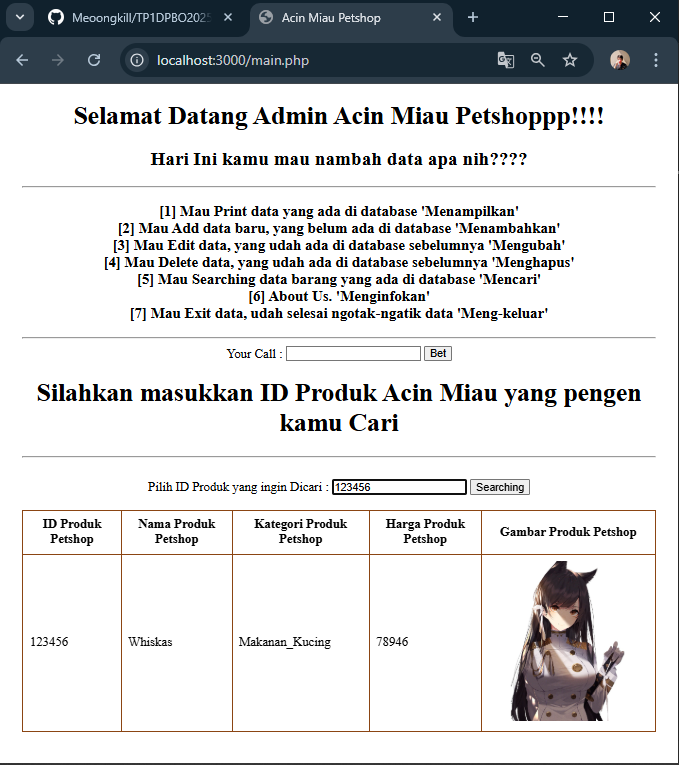 Meoongkill/TP1DPBO2025
Acin Miau Petshop
localhost:3000/main.php
Selamat Datang Admin Acin Miau Petshoppp!!!!
Hari Ini kamu mau nambah data apa nih????
[1] Mau Print data yang ada di database 'Menampilkan'
[2] Mau Add data baru, yang belum ada di database 'Menambahkan'
[3] Mau Edit data, yang udah ada di database sebelumnya 'Mengubah'
[4] Mau Delete data, yang udah ada di database sebelumnya 'Menghapus'
[5] Mau Searching data barang yang ada di database 'Mencari'
[6] About Us. 'Menginfokan'
[7] Mau Exit data, udah selesai ngotak-ngatik data 'Meng-keluar'
Your Call : Bet
Silahkan masukkan ID Produk Acin Miau yang pengen
kamu Cari
Pilih ID Produk yang ingin Dicari : 123456 Searching
ID Produk Petshop Nama Produk Petshop Kategori Produk Petshop Harga Produk Petshop Gambar Produk Petshop
123456 Whiskas Makanan_Kucing 78946